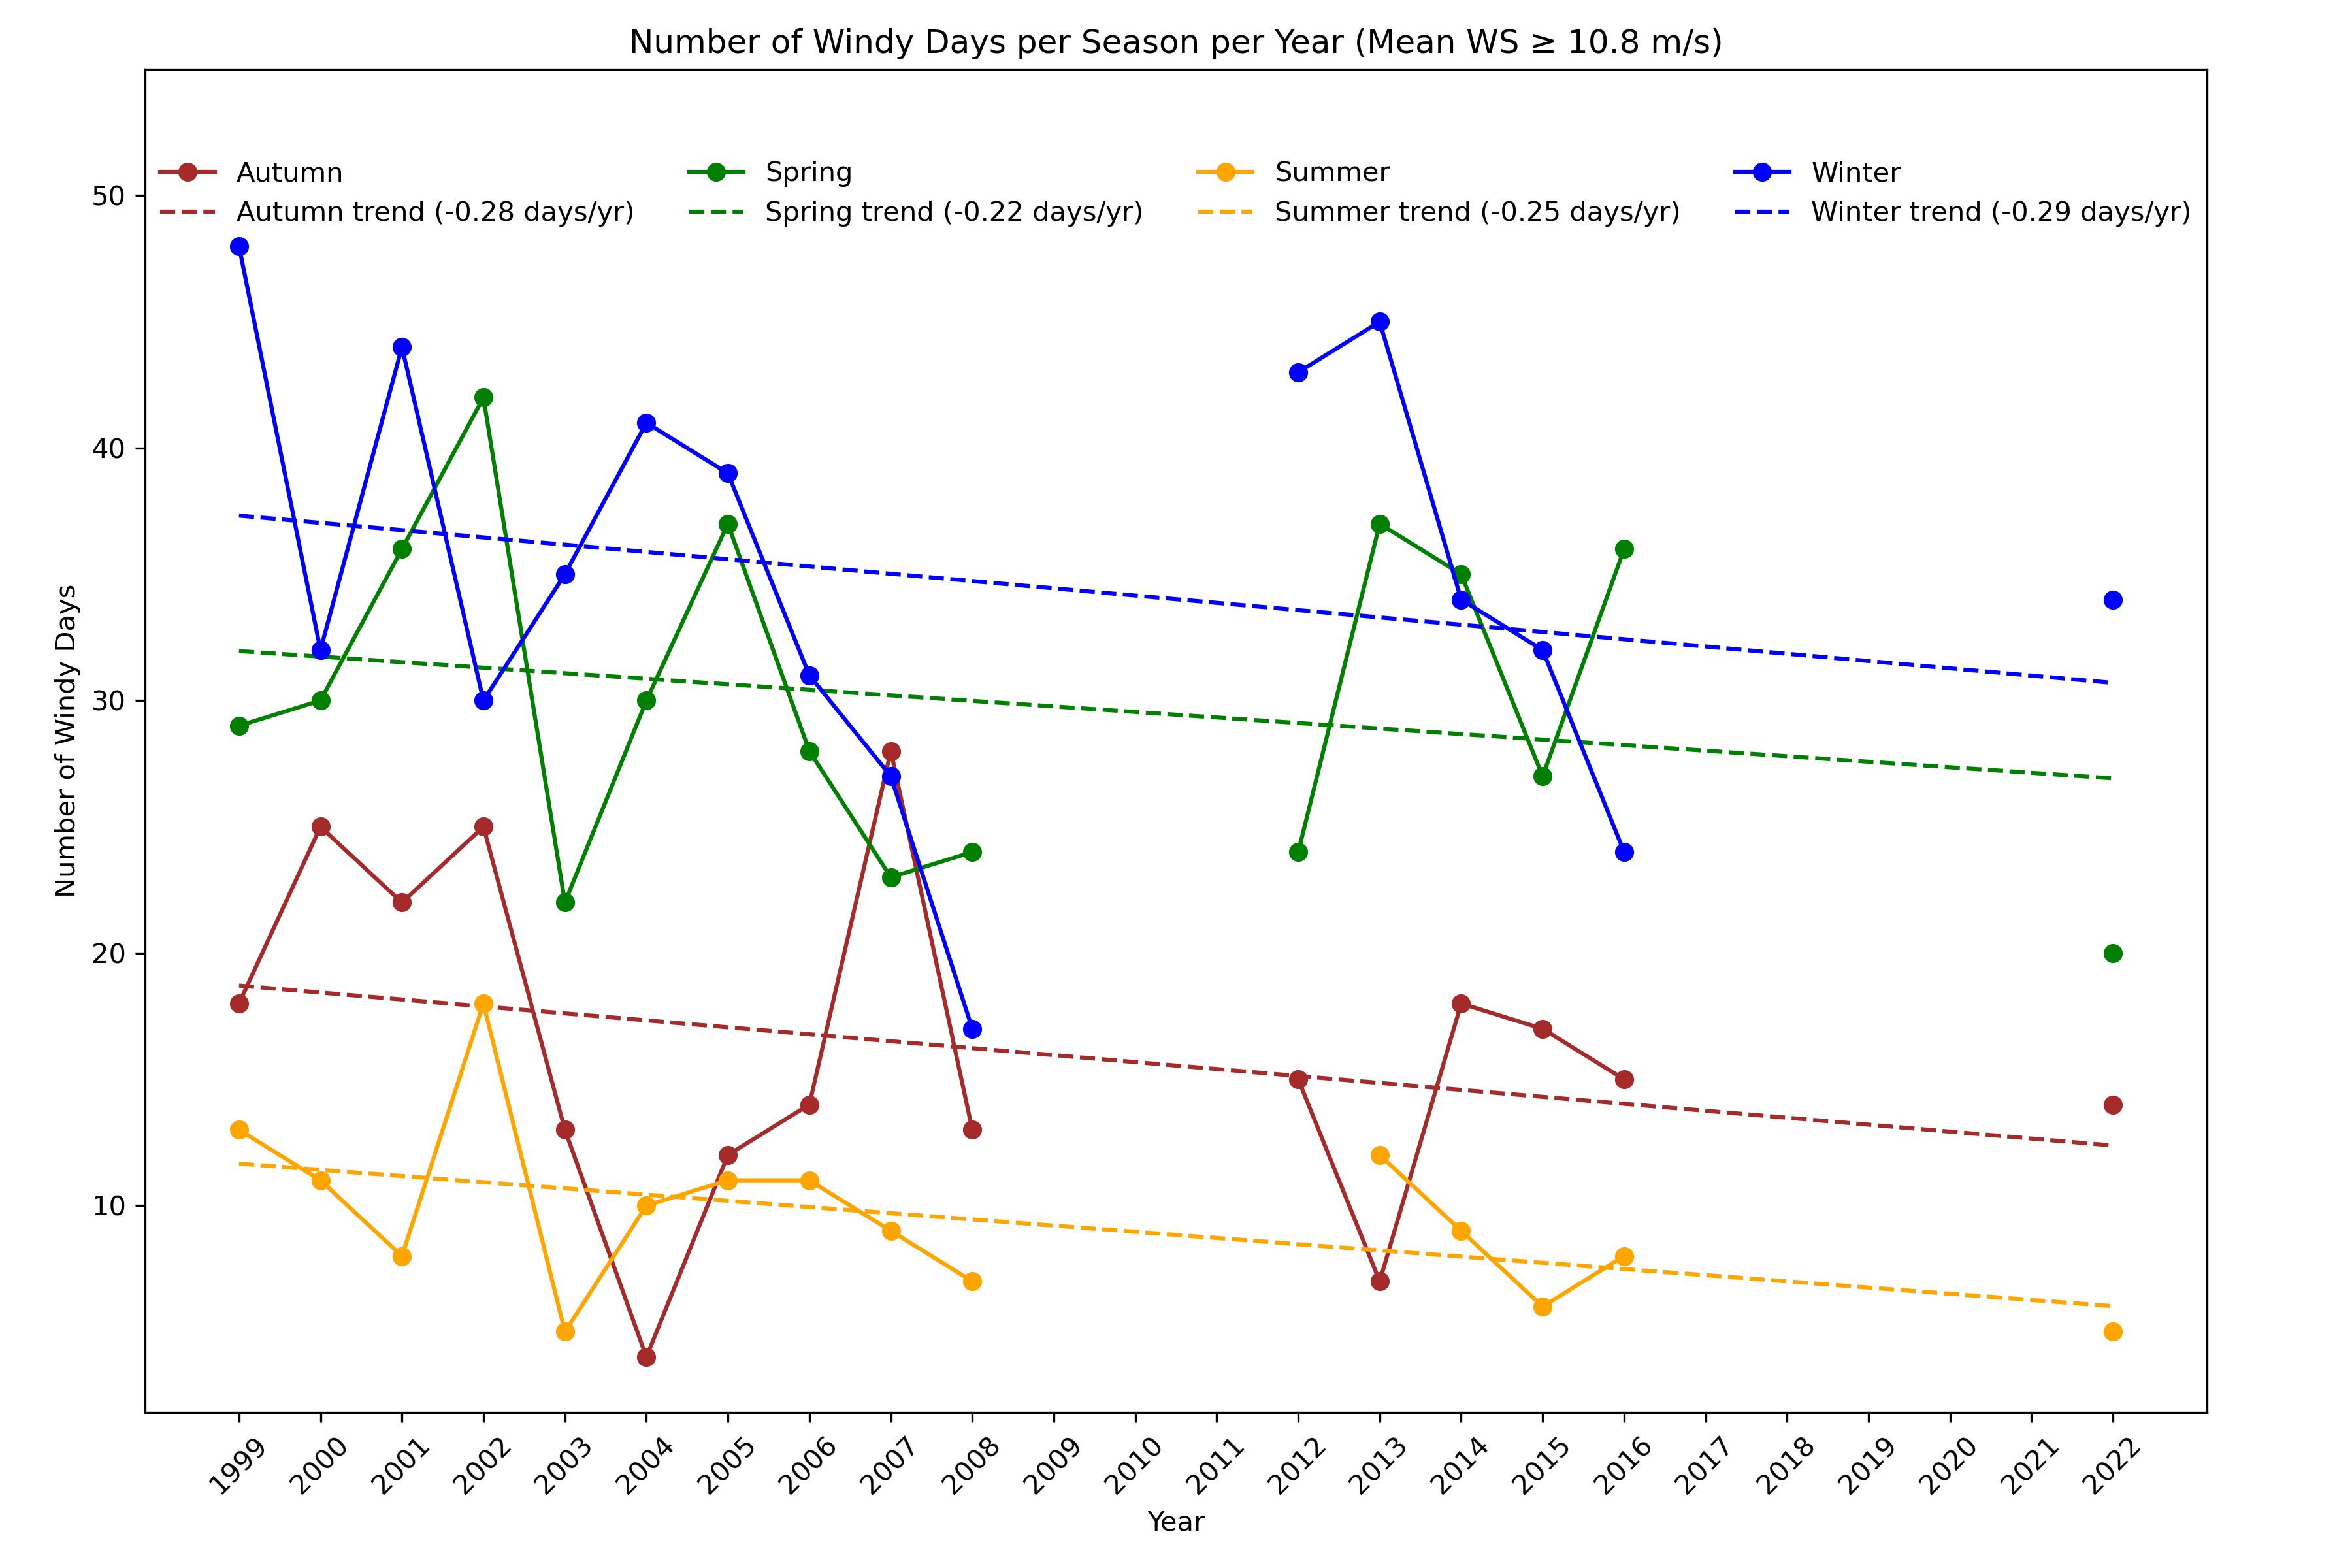 Number of Windy Days per Season per Year (Mean WS ≥ 10.8 m/s)
Autumn Spring Summer Winter
Autumn trend (-0.28 days/yr) Spring trend (-0.22 days/yr) Summer trend (-0.25 days/yr) Winter trend (-0.29 days/yr)
50
40
30
20
10
Number of Windy Days
1999 2000 2001 2002 2003 2004 2005 2006 2007 2008 2009 2010 2011 2012 2013 2014 2015 2016 2017 2018 2019 2020 2021 2022
Year